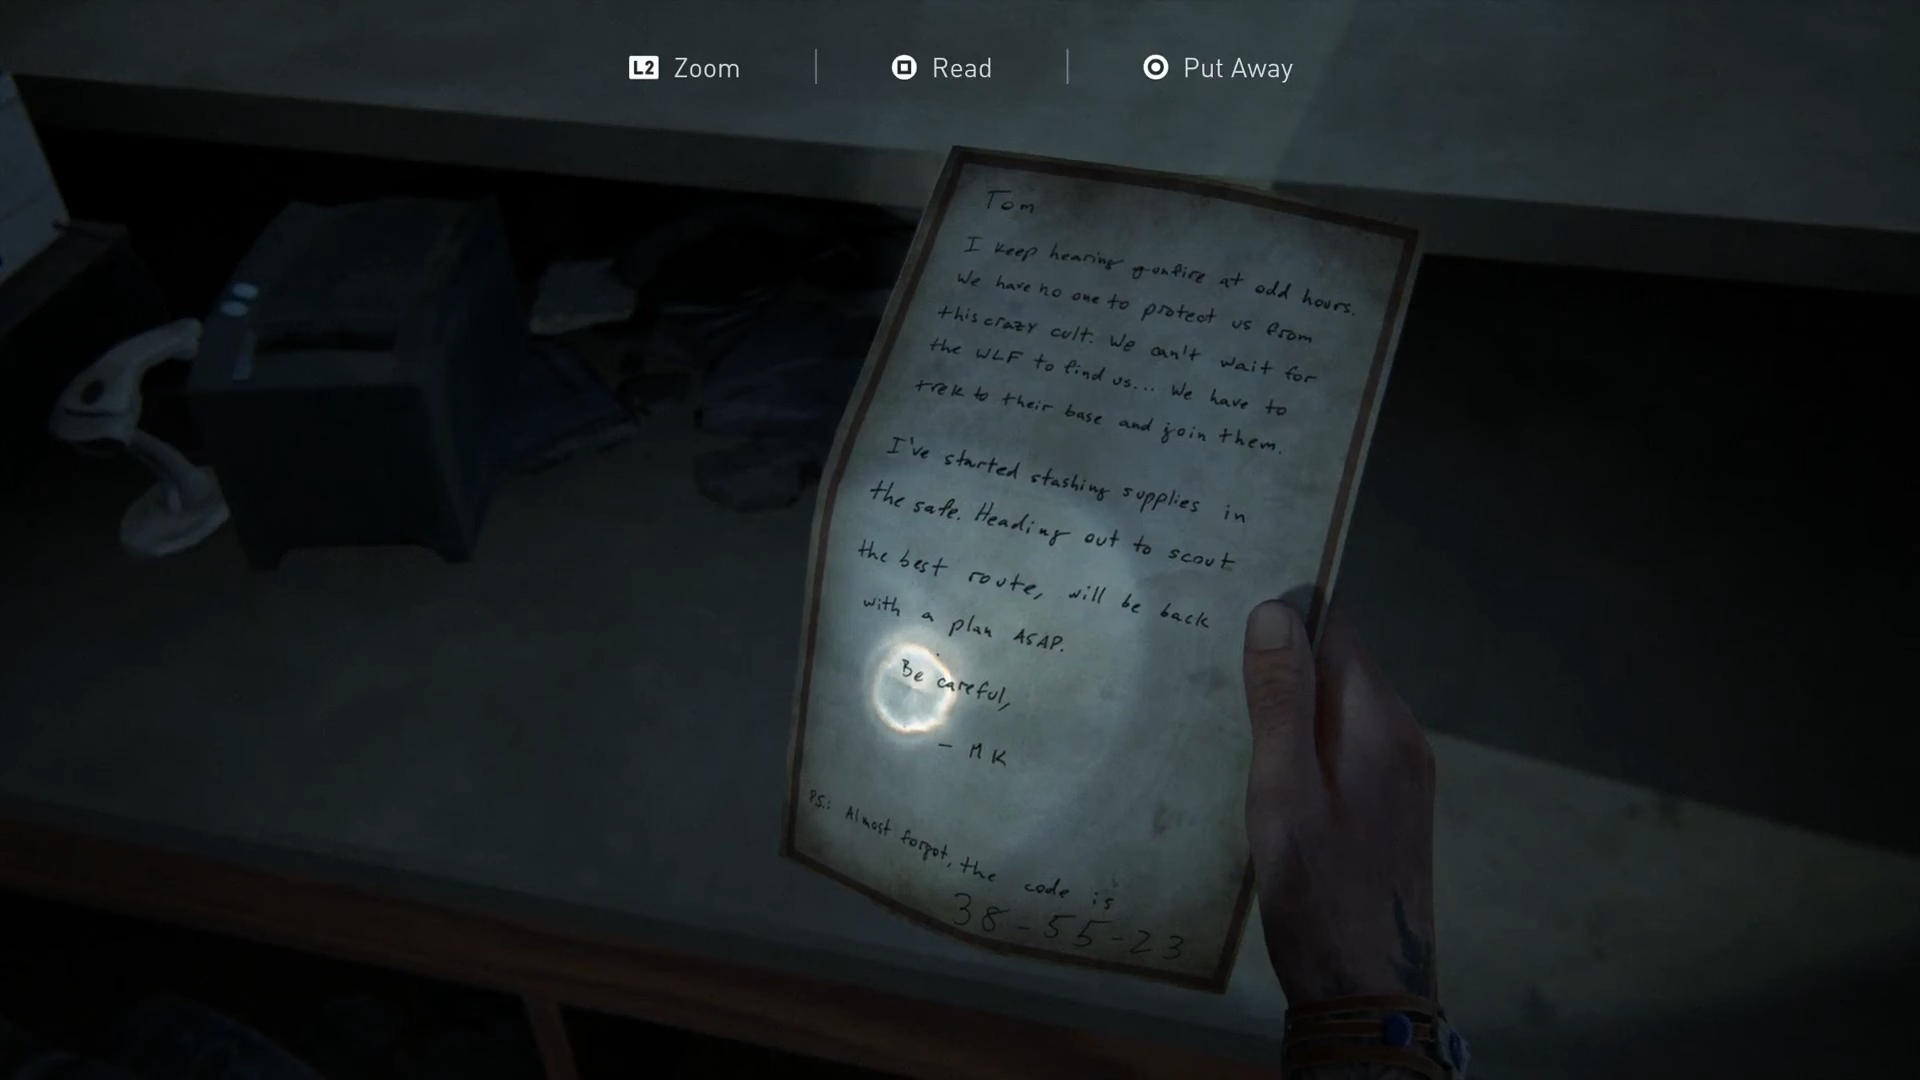 L2 Zoom
Read
Put Away
Tom
I keep hearing gunfire at odd hours.
We have no one to protect us from
this crazy cult. We can't wait for
the WLF to find us... We have to
trek to their base and join them.
I've started stashing supplies in
the safe. Heading out to scout
the best route, will be back
with a plan ASAP.
Be careful,
- MK
PS.: Almost forgot, the code is
38-55-23